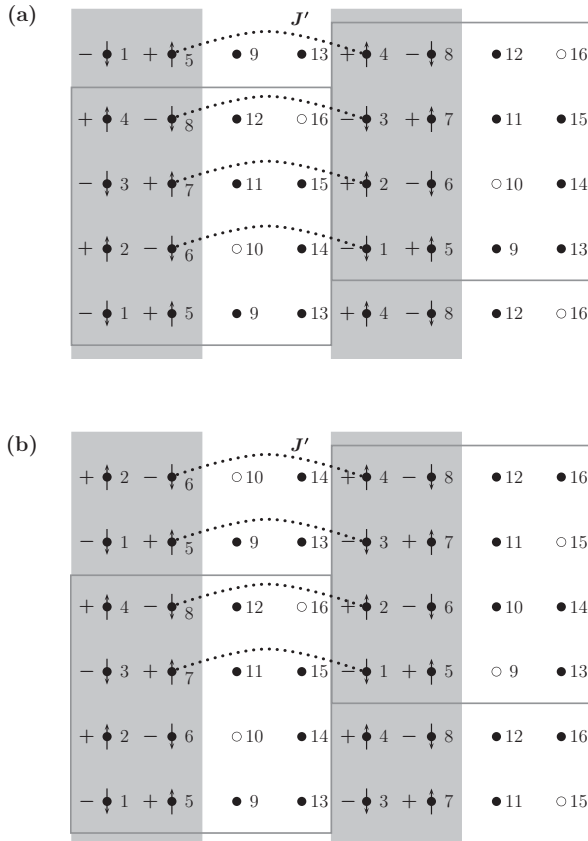 (a)
J′
− 1 + 5 9 13 + 4 − 8 12 16
+ 4 − 8 12 16 − 3 + 7 11 15
− 3 + 7 11 15 + 2 − 6 10 14
+ 2 − 6 10 14 − 1 + 5 9 13
− 1 + 5 9 13 + 4 − 8 12 16
(b)
J′
+ 2 − 6 10 14 + 4 − 8 12 16
− 1 + 5 9 13 − 3 + 7 11 15
+ 4 − 8 12 16 + 2 − 6 10 14
− 3 + 7 11 15 − 1 + 5 9 13
+ 2 − 6 10 14 + 4 − 8 12 16
− 1 + 5 9 13 − 3 + 7 11 15